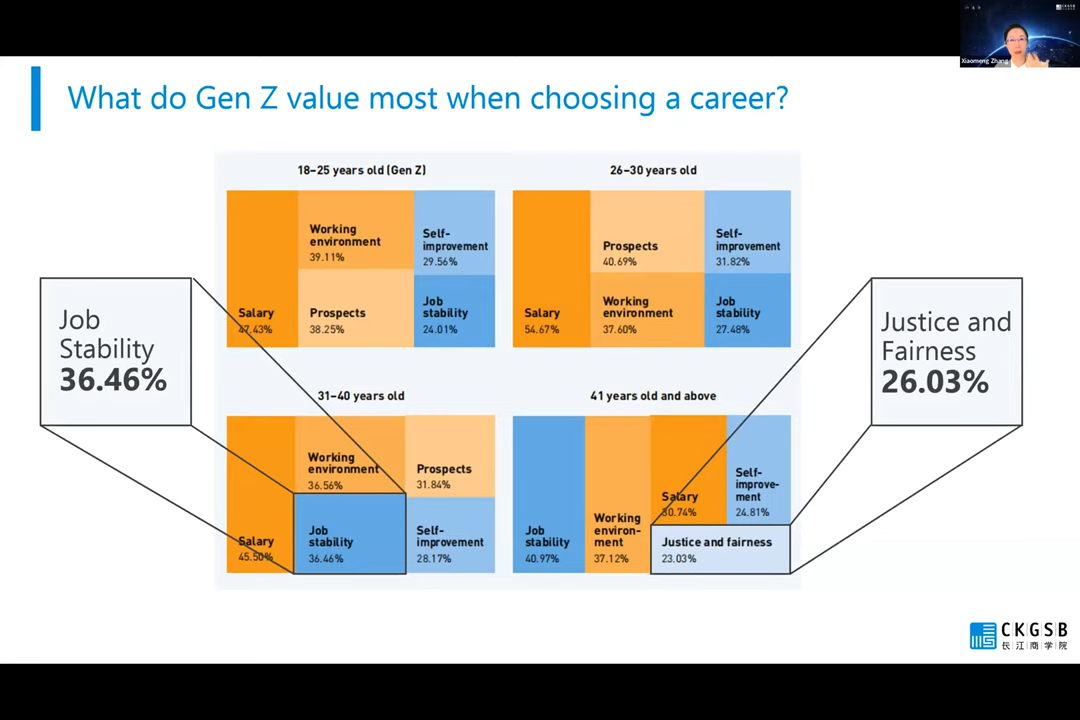 CKGSB
Xiaomeng Zhang
What do Gen Z value most when choosing a career?
18–25 years old (Gen Z)
Salary
47.43%
Working
environment
39.11%
Prospects
38.25%
Self-
improvement
29.56%
Job
stability
24.01%
26–30 years old
Salary
54.67%
Prospects
40.69%
Working
environment
37.60%
Self-
improvement
31.82%
Job
stability
27.48%
Job
Stability
36.46%
Justice and
Fairness
26.03%
31–40 years old
Salary
45.50%
Working
environment
36.56%
Job
stability
36.46%
Prospects
31.84%
Self-
improvement
28.17%
41 years old and above
Job
stability
40.97%
Working
environ-
ment
37.12%
Salary
30.74%
Self-
improve-
ment
24.81%
Justice and fairness
23.03%
CKGSB
长江商学院